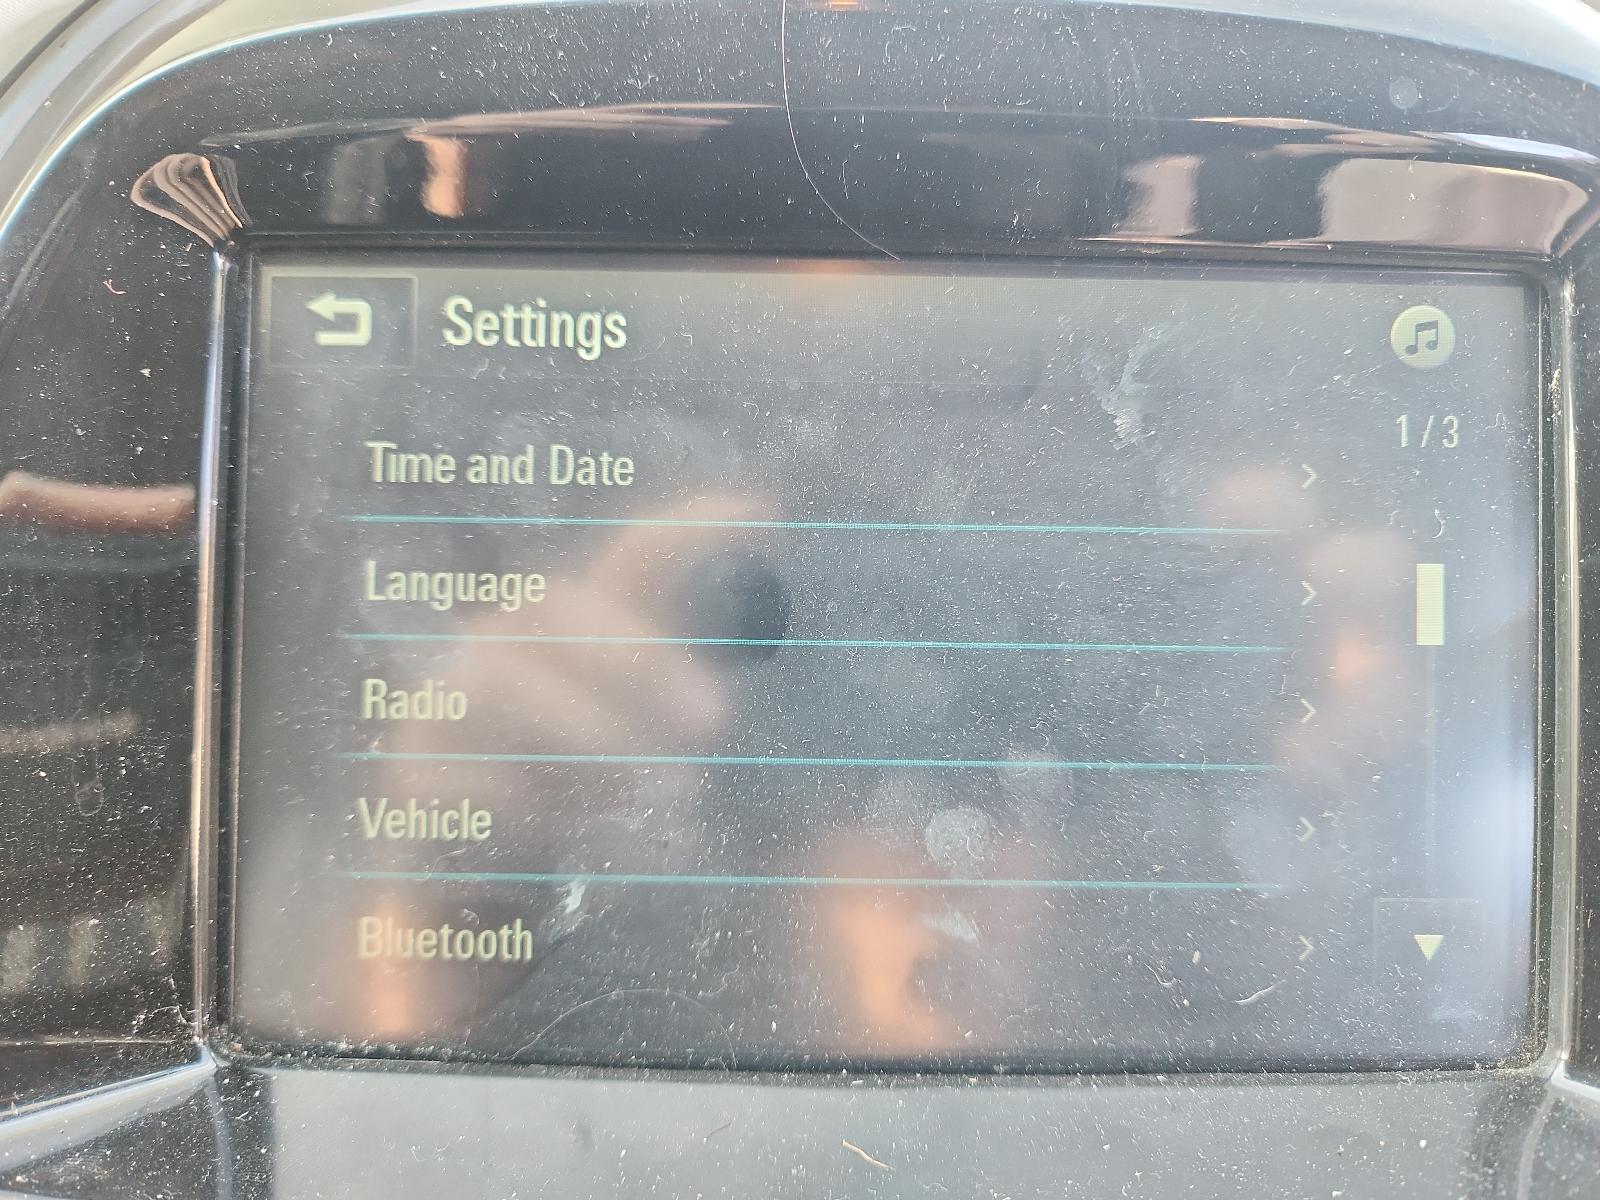 Settings
1/3
Time and Date
Language
Radio
Vehicle
Bluetooth